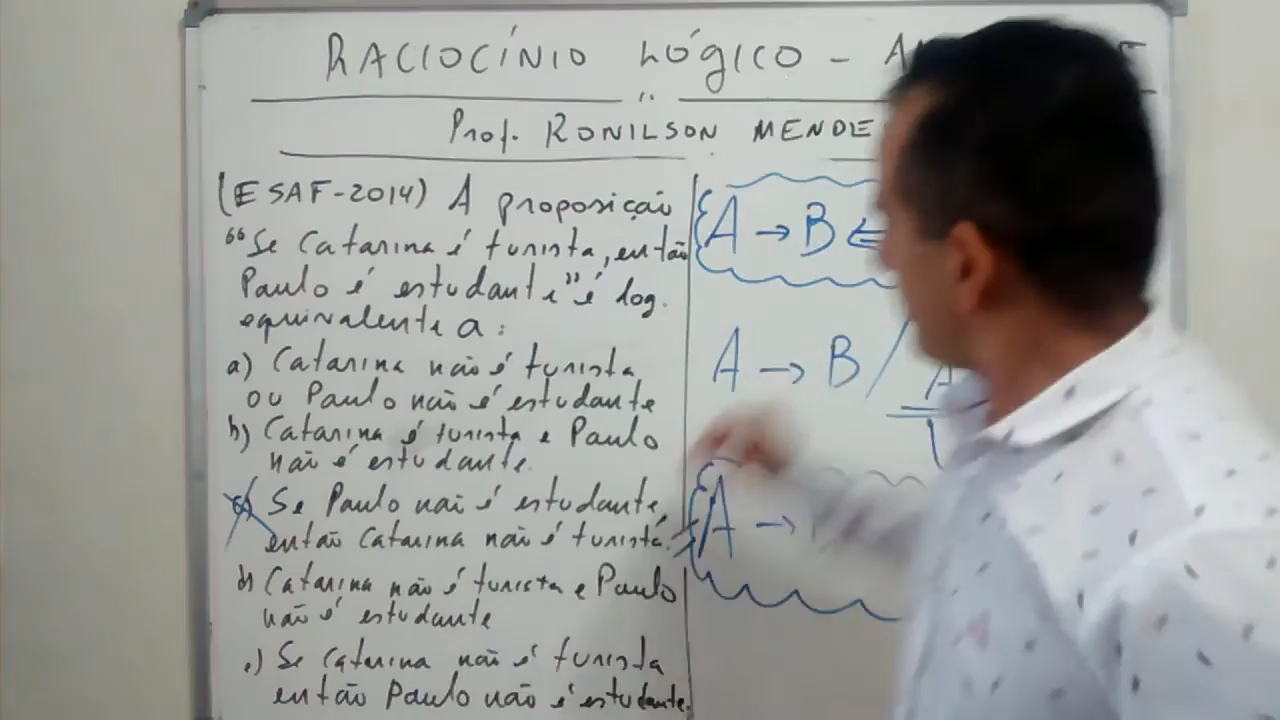 RACIOCÍNIO LÓGICO -
Prof. RONILSON MENDE
(ESAF-2014) A proposição
"Se Catarina é turista, então
Paulo é estudante" é log.
equivalente a:
a) Catarina não é turista
ou Paulo não é estudante
b) Catarina é turista e Paulo
não é estudante.
c) Se Paulo não é estudante,
então Catarina não é turista.
d) Catarina não é turista e Paulo
não é estudante
e) Se Catarina não é turista
então Paulo não é estudante.
A → B ⇐
A → B / A
A →